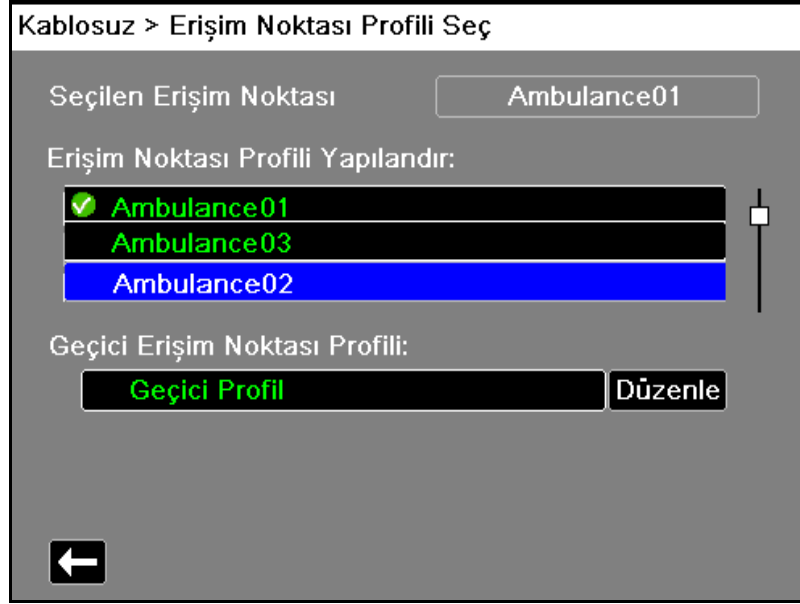 Kablosuz > Erişim Noktası Profili Seç
Seçilen Erişim Noktası Ambulance01
Erişim Noktası Profili Yapılandır:
Ambulance01
Ambulance03
Ambulance02
Geçici Erişim Noktası Profili:
Geçici Profil Düzenle